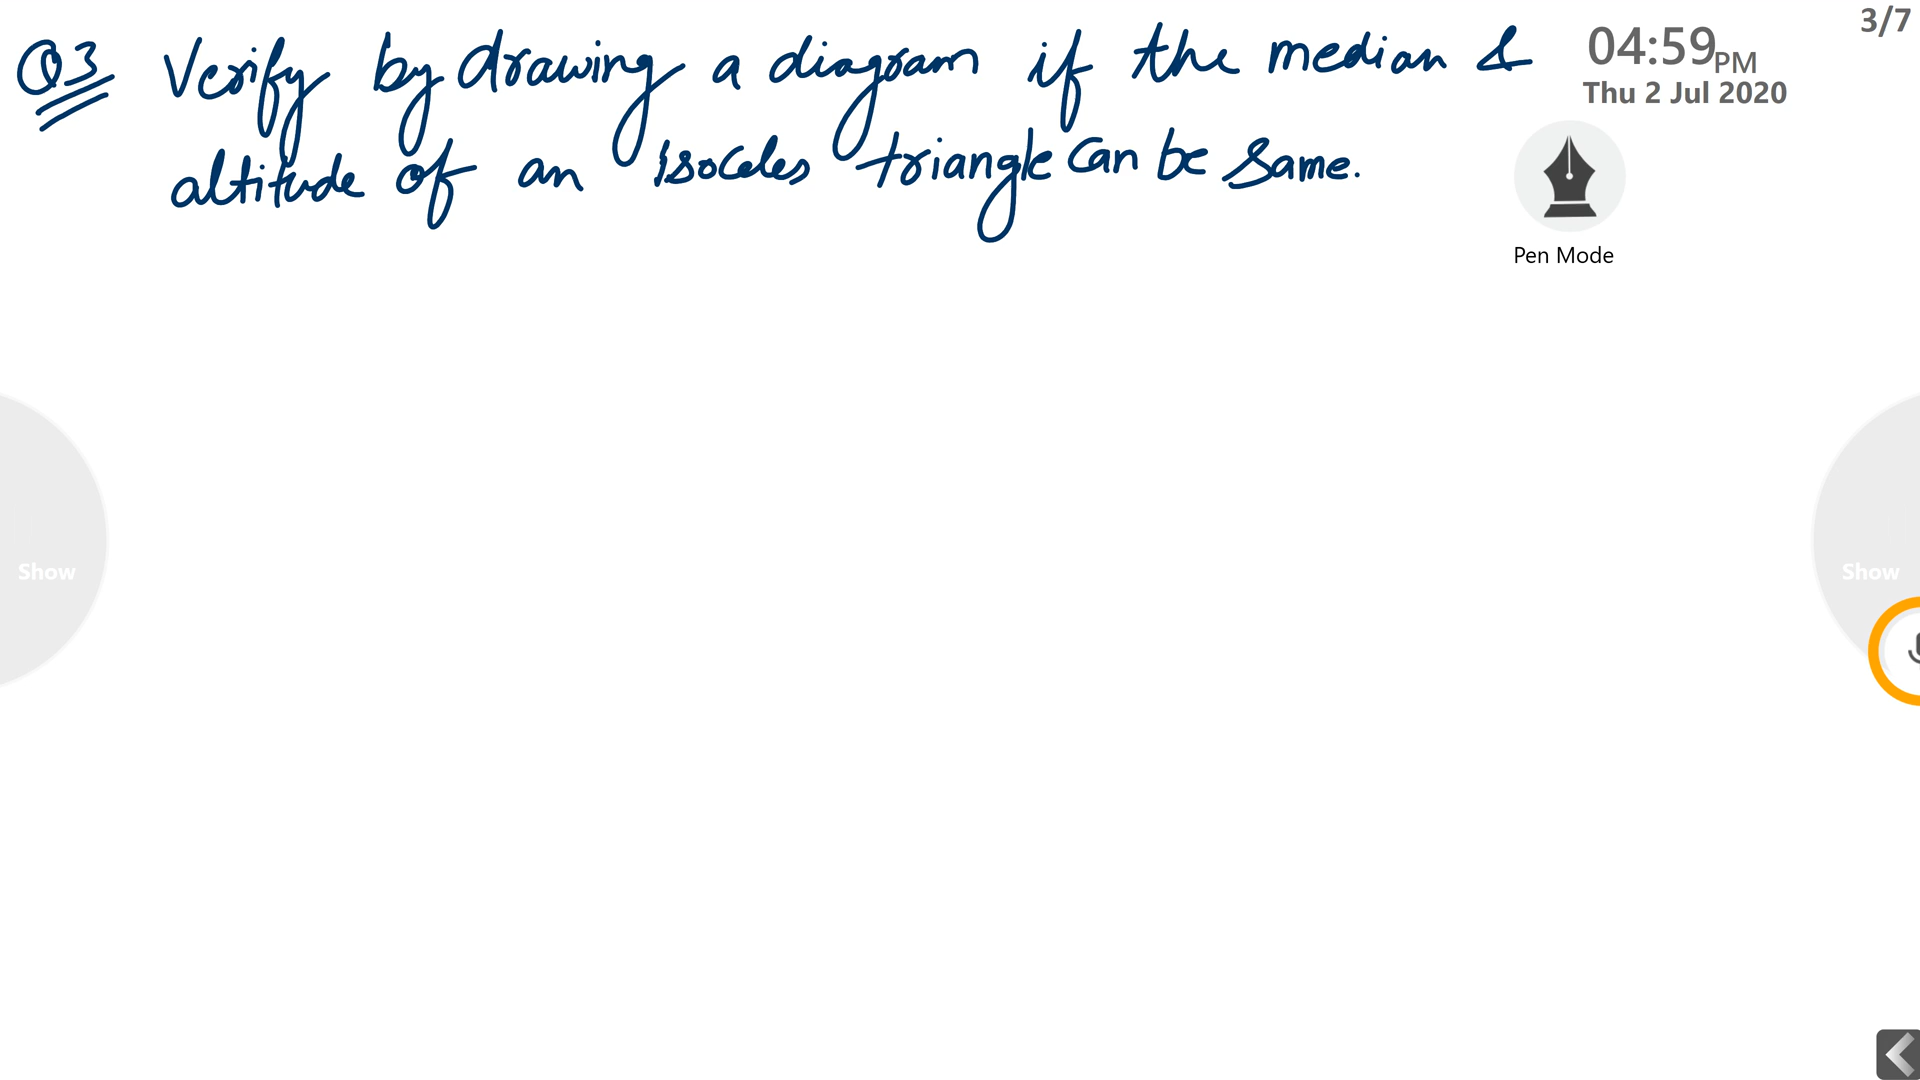 3/7
Q3 Verify by drawing a diagram if the median &
04:59PM
Thu 2 Jul 2020
altitude of an isoceles triangle can be same.
Pen Mode
Show
Show